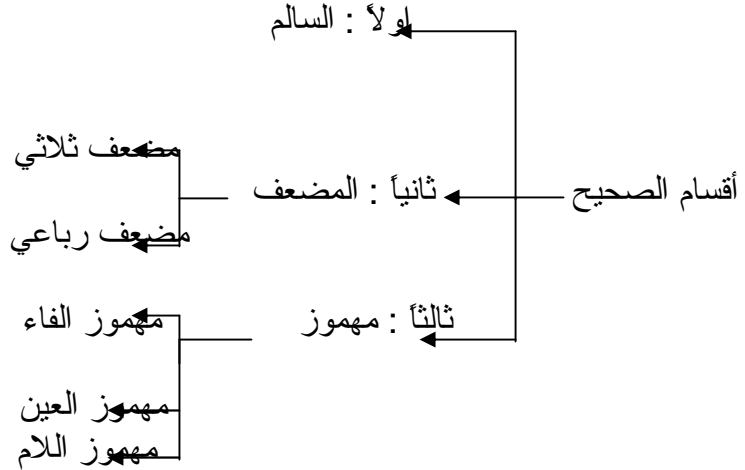 أولاً : السالم
مضعف ثلاثي
أقسام الصحيح
ثانياً : المضعف
مضعف رباعي
ثالثاً : مهموز
مهموز الفاء
مهموز العين
مهموز اللام